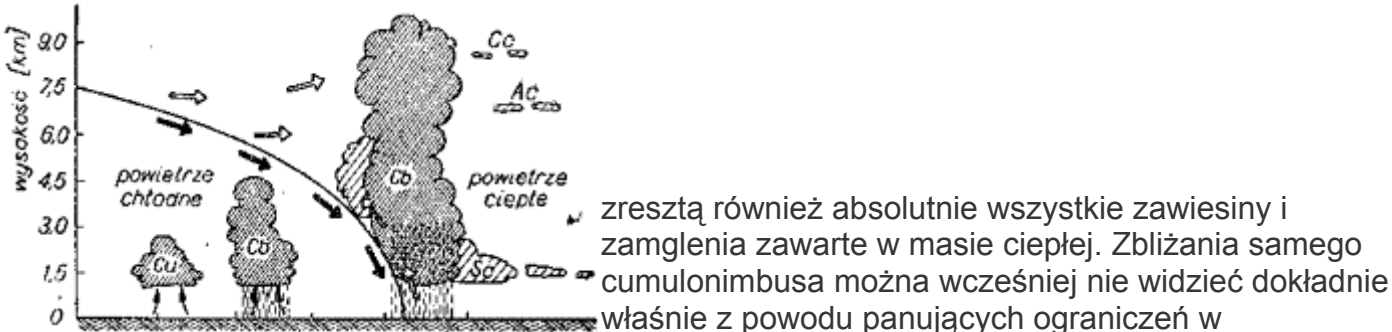 wysokość [km]
9.0
7,5
6.0
4.5
3.0
1,5
0
powietrze
chłodne
Cu
Cb
Cb
Cc
Ac
powietrze
ciepłe
Sc
zresztą również absolutnie wszystkie zawiesiny i
zamglenia zawarte w masie ciepłej. Zbliżania samego
cumulonimbusa można wcześniej nie widzieć dokładnie
właśnie z powodu panujących ograniczeń w